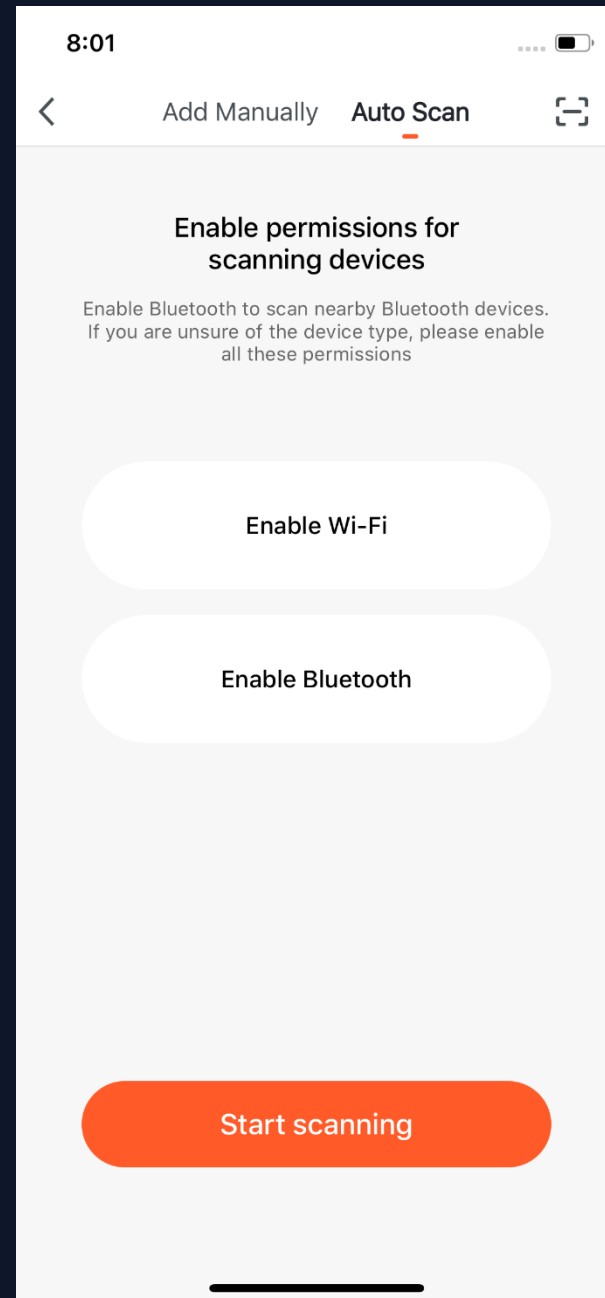 8:01
Add Manually Auto Scan
Enable permissions for
scanning devices
Enable Bluetooth to scan nearby Bluetooth devices.
If you are unsure of the device type, please enable
all these permissions
Enable Wi-Fi
Enable Bluetooth
Start scanning